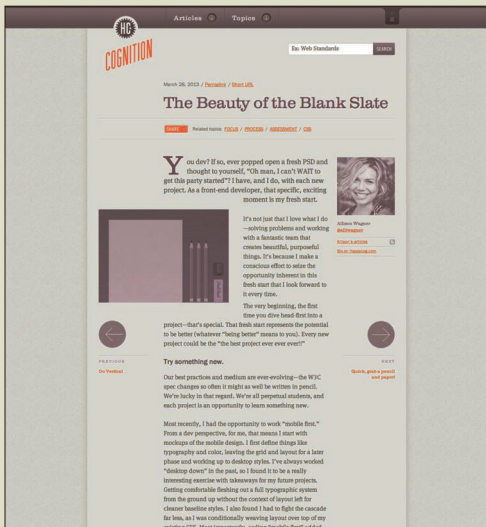 Articles
Topics
HC
COGNITION
Ex: Web Standards
SEARCH
March 28, 2013 / Permalink / Short URL
The Beauty of the Blank Slate
Related topics: FOCUS / PROCESS / ASSESSMENT / CSS
You dev? If so, ever popped open a fresh PSD and
thought to yourself, "Oh man, I can't WAIT to
get this party started"? I have, and I do, with each new
project. As a front-end developer, that specific, exciting
moment is my fresh start.
It's not just that I love what I do
—solving problems and working
with a fantastic team that
creates beautiful, purposeful
things. It's because I make a
conscious effort to seize the
opportunity inherent in this
fresh start that I look forward to
it every time.
The very beginning, the first
time you dive head-first into a
project—that's special. That fresh start represents the potential
to be better (whatever "being better" means to you). Every new
project could be the "the best project ever ever ever!!"
Allison Wagner
PREVIOUS
Go Vertical
NEXT
Quick, grab a pencil
and paper!
Try something new.
Our best practices and medium are ever-evolving—the W3C
spec changes so often it might as well be written in pencil.
We're lucky in that regard. We're all perpetual students, and
each project is an opportunity to learn something new.
Most recently, I had the opportunity to work "mobile first."
From a dev perspective, for me, that means I start with
mockups of the mobile design. I first define things like
typography and color, leaving the grid and layout for a later
phase and working up to desktop styles. I've always worked
"desktop down" in the past, so I found it to be a really
interesting exercise with takeaways for my future projects.
Getting comfortable fleshing out a full typographic system
from the ground up without the context of layout left for
cleaner baseline styles. I also found I had to fight the cascade
far less, as I was conditionally weaving layout over top of my